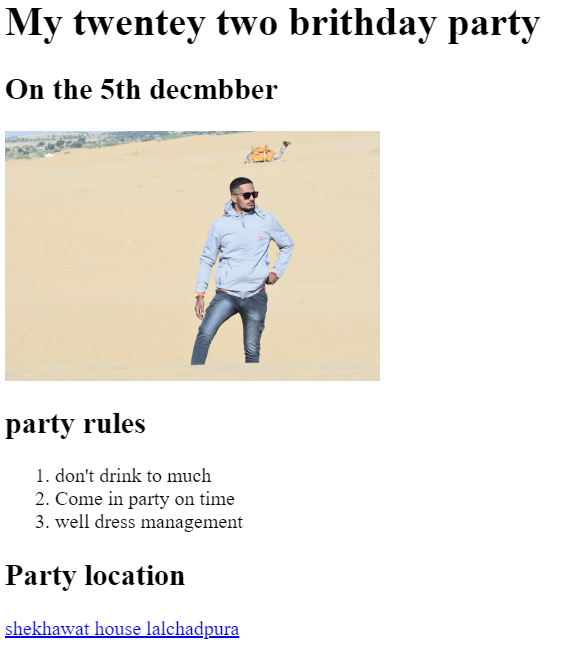 My twentey two brithday party
On the 5th decmbber
party rules
1. don't drink to much
2. Come in party on time
3. well dress management
Party location
shekhawat house lalchadpura